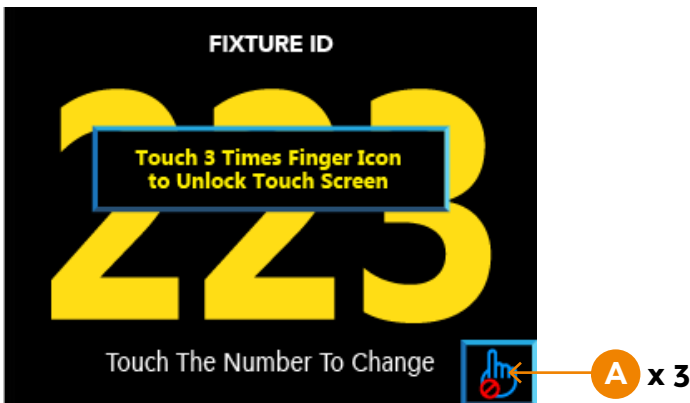 FIXTURE ID
223
Touch 3 Times Finger Icon
to Unlock Touch Screen
Touch The Number To Change
A x 3